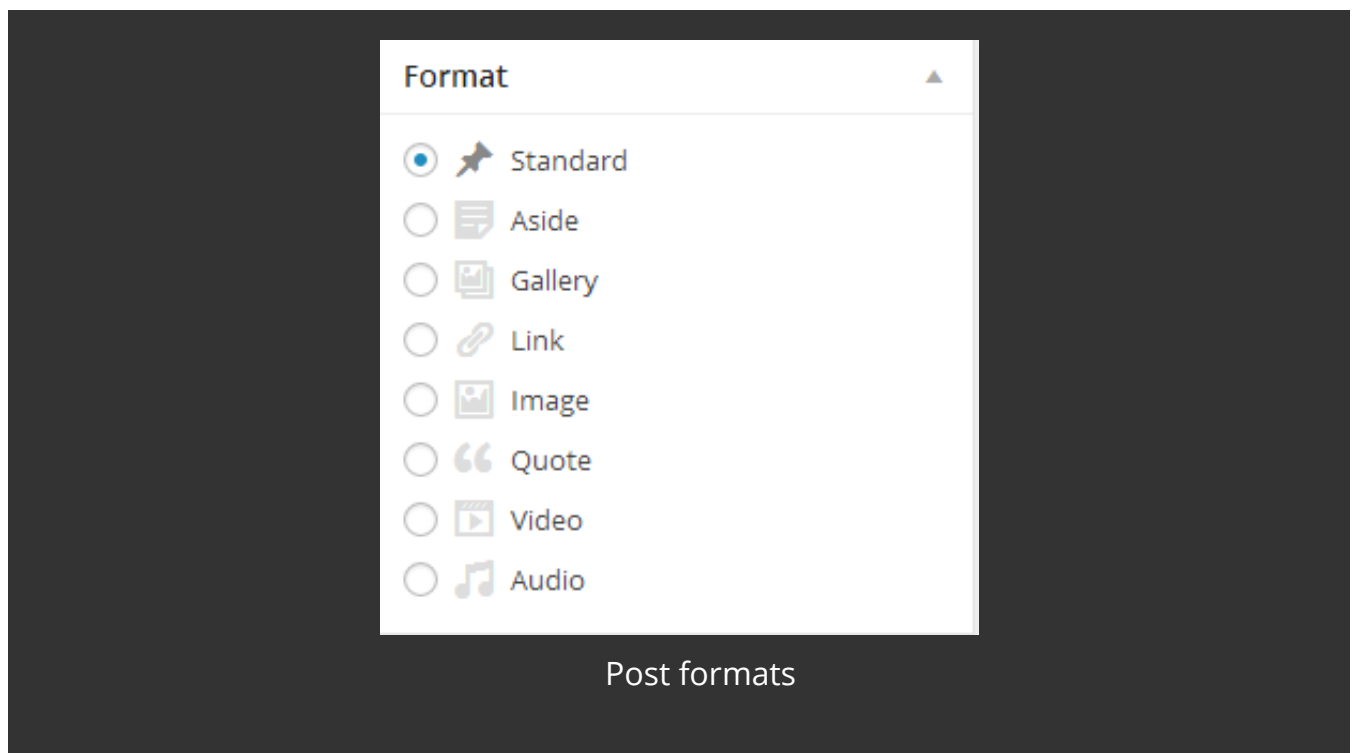 Format
Standard
Aside
Gallery
Link
Image
Quote
Video
Audio
Post formats